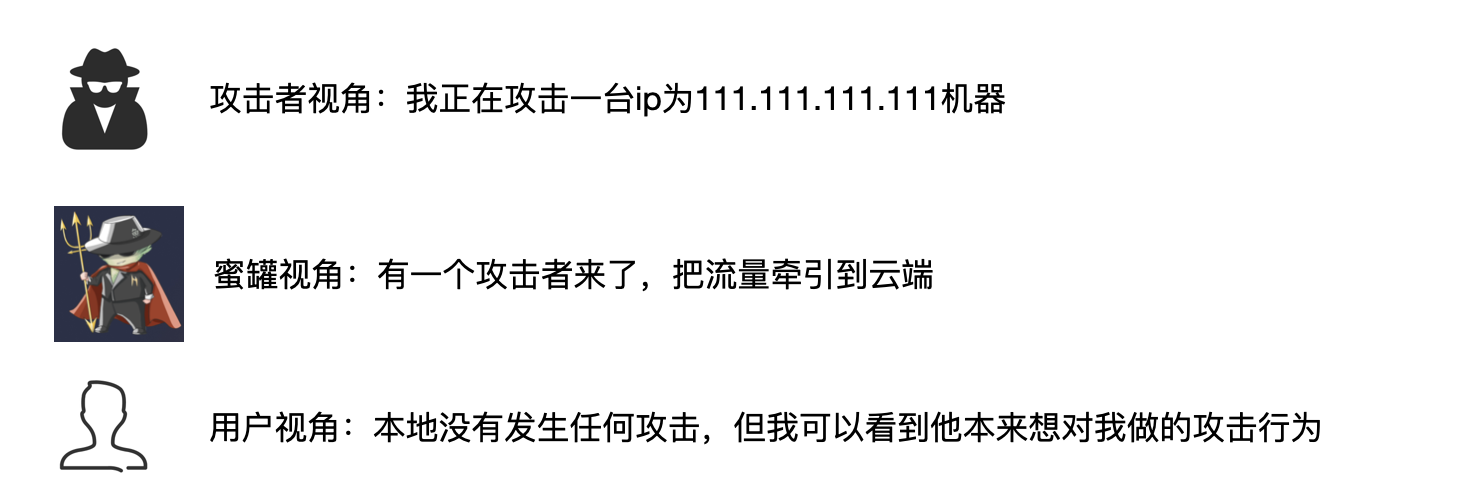 攻击者视角：我正在攻击一台ip为111.111.111.111机器
蜜罐视角：有一个攻击者来了，把流量牵引到云端
用户视角：本地没有发生任何攻击，但我可以看到他本来想对我做的攻击行为